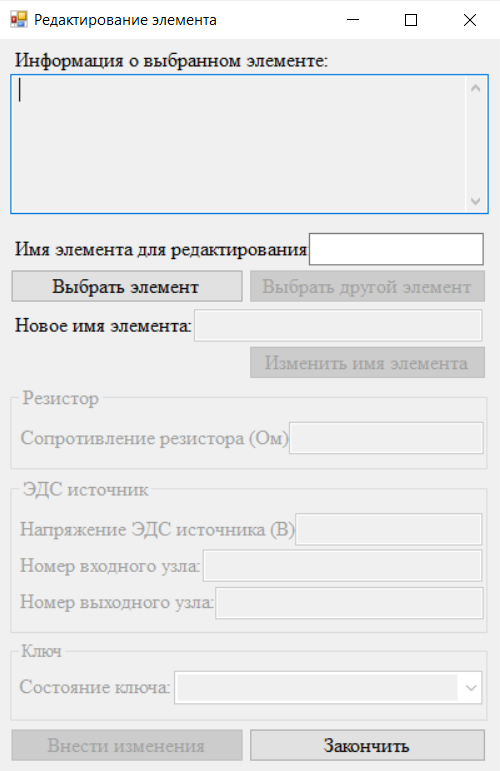 Редактирование элемента
Информация о выбранном элементе:
Имя элемента для редактирования:
Выбрать элемент
Выбрать другой элемент
Новое имя элемента:
Изменить имя элемента
Резистор
Сопротивление резистора (Ом)
ЭДС источник
Напряжение ЭДС источника (В)
Номер входного узла:
Номер выходного узла:
Ключ
Состояние ключа:
Внести изменения
Закончить